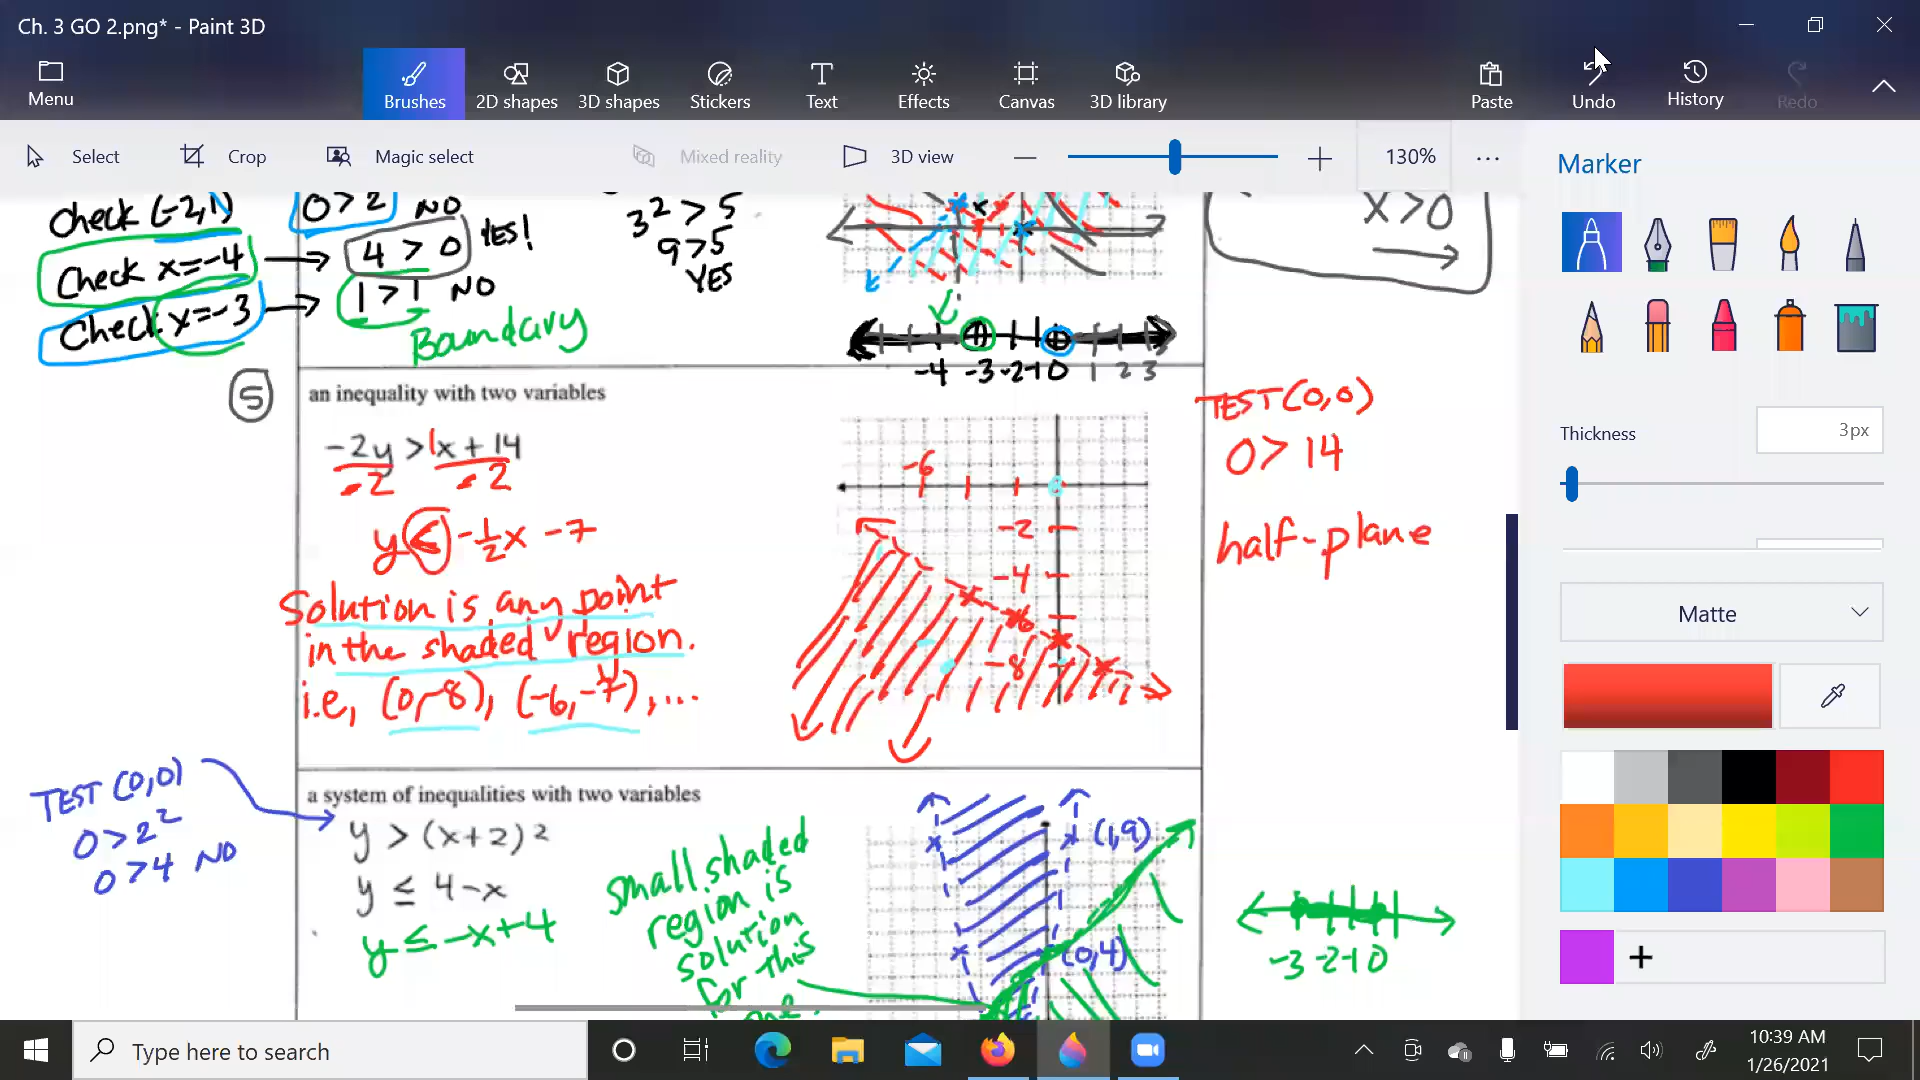 Ch. 3 GO 2.png* - Paint 3D
Menu
Brushes
2D shapes
3D shapes
Stickers
Text
Effects
Canvas
3D library
Paste
Undo
History
Redo
Select
Crop
Magic select
Mixed reality
3D view
130%
Marker
Thickness
3px
Matte
Check (-2,1)
0 > 2 NO
Check x=-4
4 > 0 YES!
Check x=-3
1 > 1 NO
Boundary
3² > 5
9>5
YES
x>0
-4 -3 -2 -1 0 1 2 3
5
an inequality with two variables
-2y > 1x + 14
-2 -2
y < -½x - 7
Solution is any point
in the shaded region.
i.e, (0,-8), (-6,-7), ...
-6
-2
-4
-6
-8
TEST (0,0)
0 > 14
half-plane
a system of inequalities with two variables
TEST (0,0)
0 > 2²
0 > 4 NO
y > (x+2)²
y ≤ 4-x
y ≤ -x+4
small shaded
region is
solution
for this
one.
(1,9)
(0,4)
-3 -2 -1 0
Type here to search
10:39 AM
1/26/2021